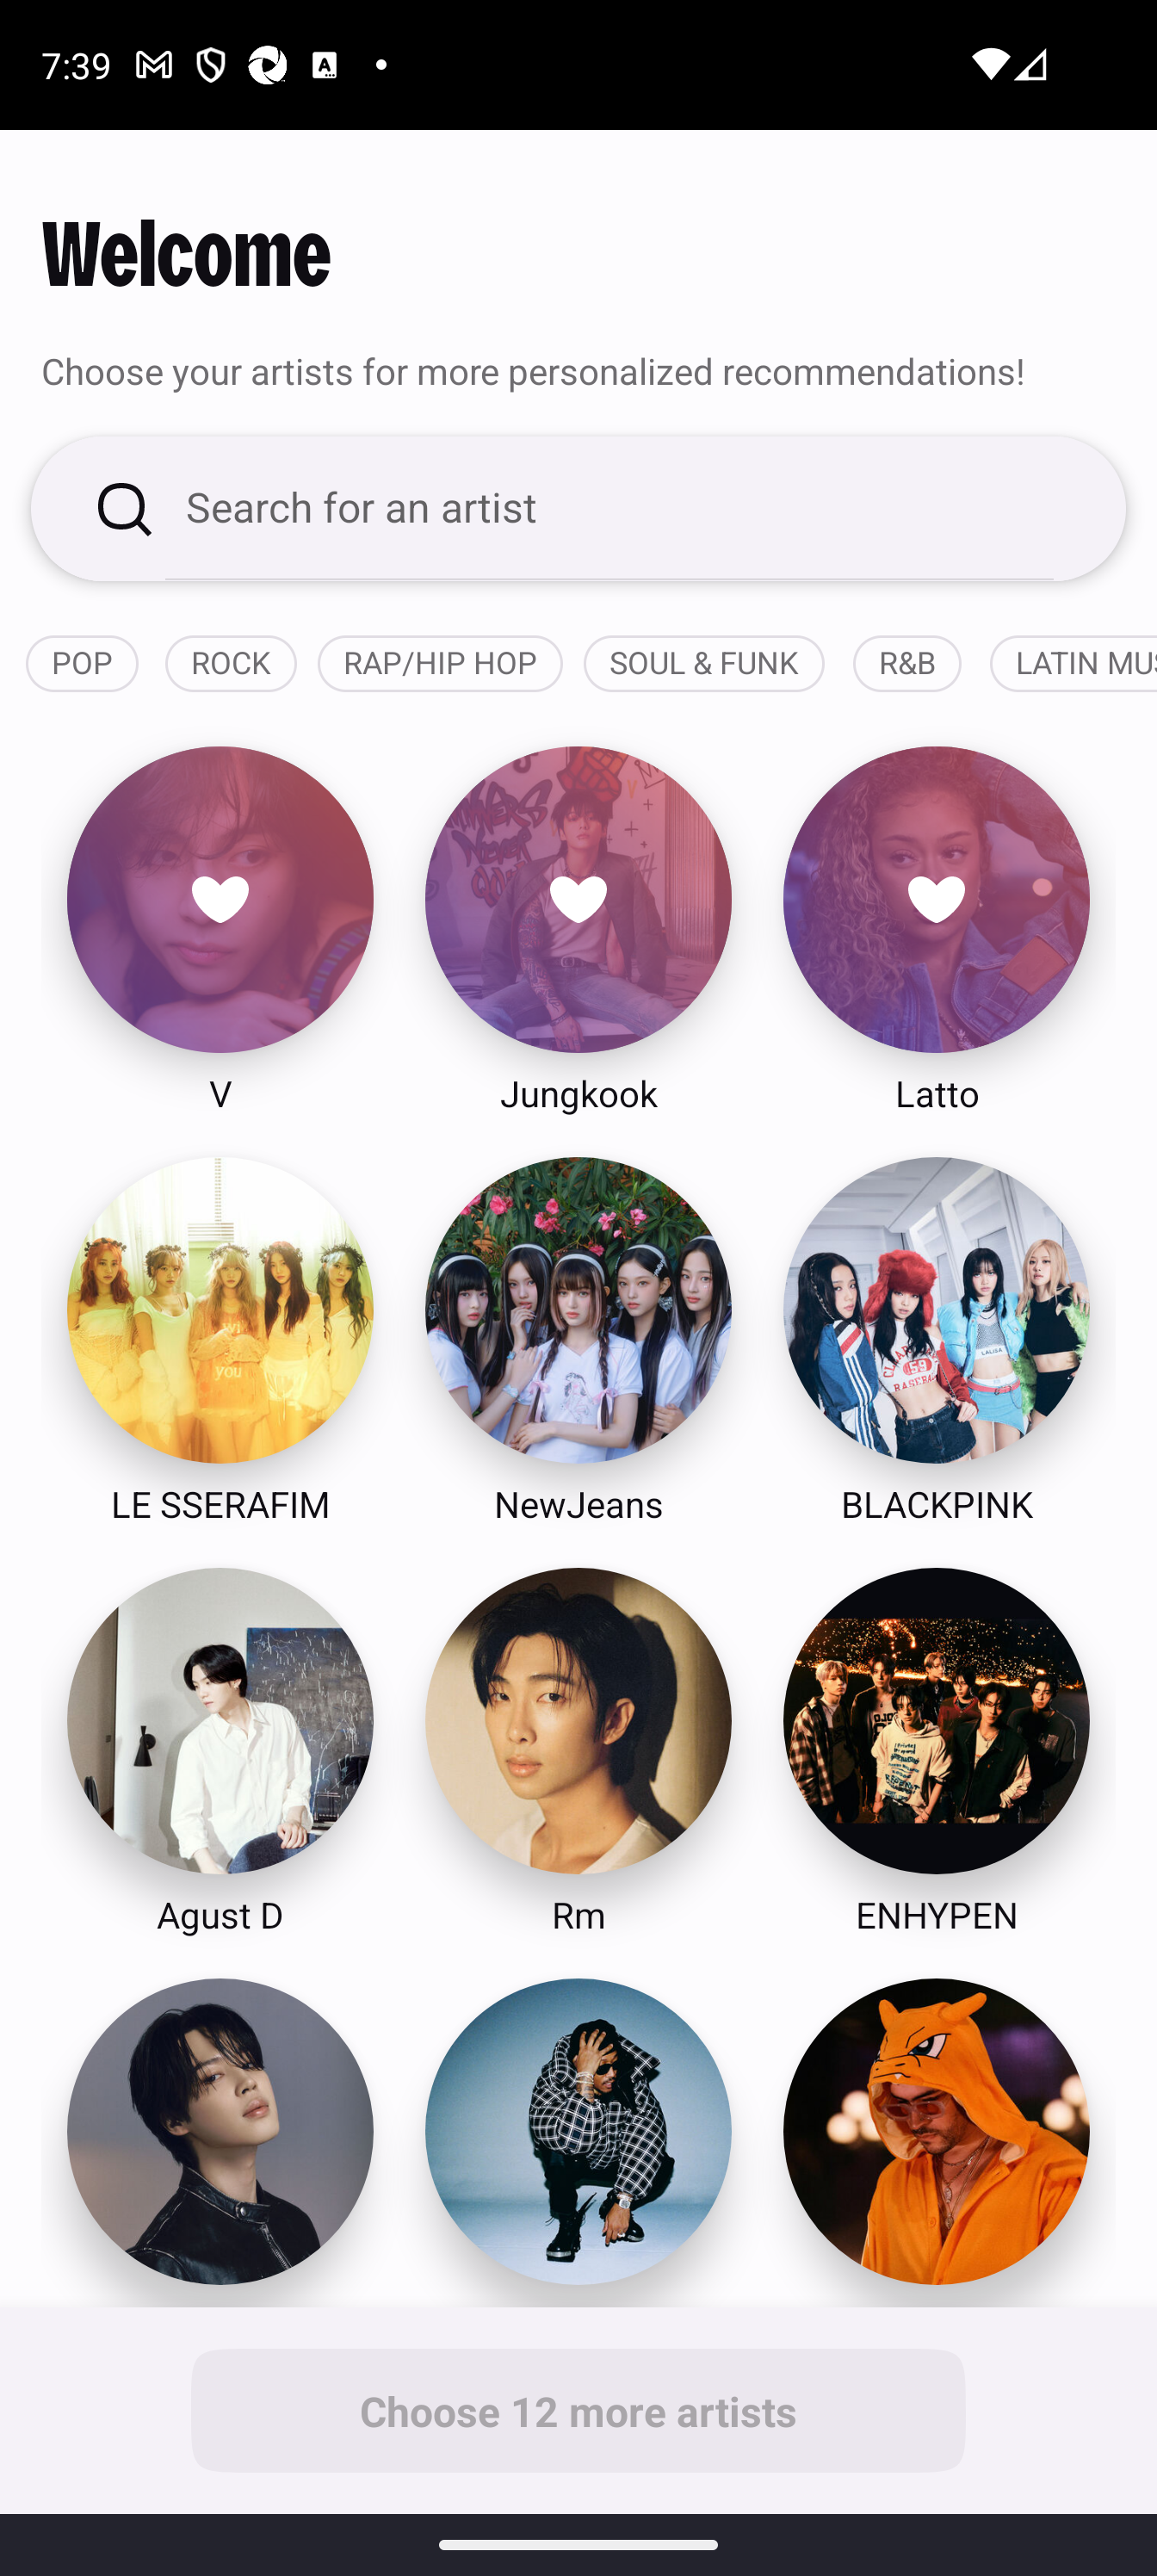 7:39
Welcome
Choose your artists for more personalized recommendations!
Search for an artist
POP ROCK RAP/HIP HOP SOUL & FUNK R&B LATIN MUS
V Jungkook Latto
LE SSERAFIM NewJeans BLACKPINK
Agust D Rm ENHYPEN
Choose 12 more artists